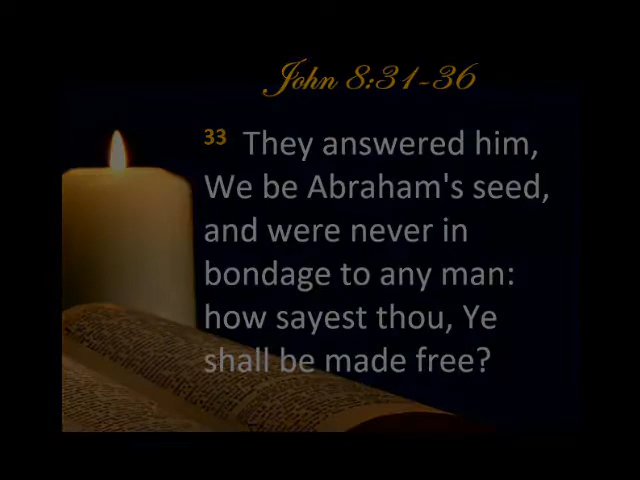 John 8:31-36
33 They answered him,
We be Abraham's seed,
and were never in
bondage to any man:
how sayest thou, Ye
shall be made free?